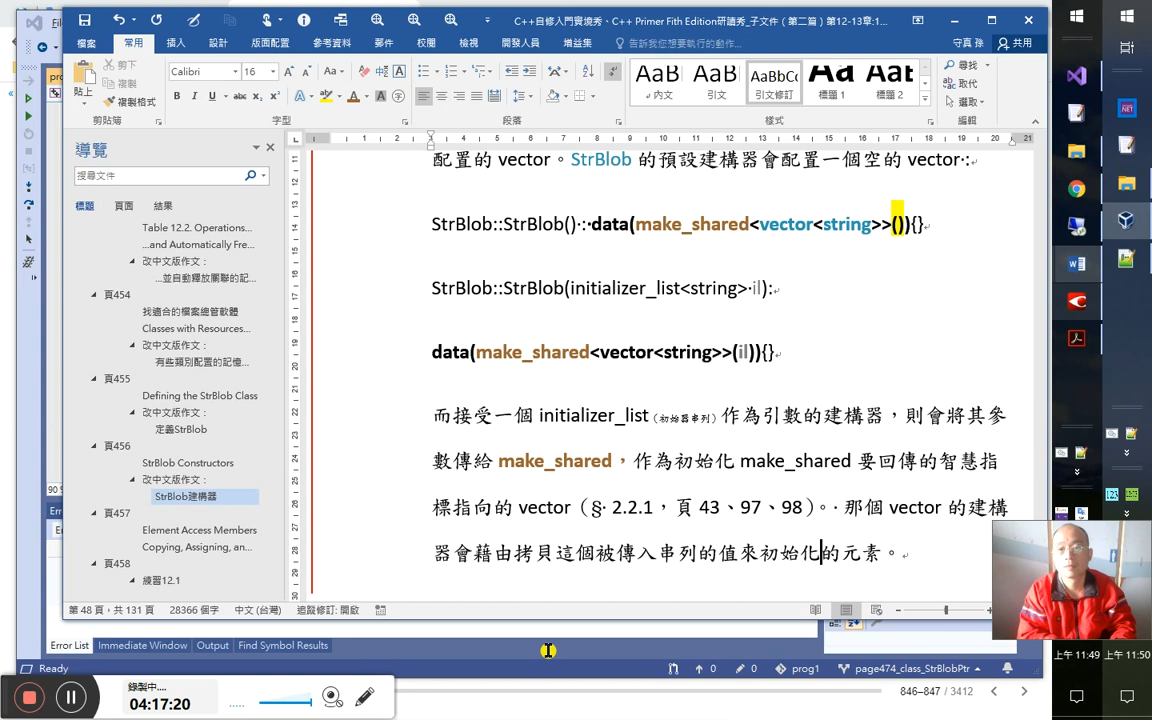 C++自修入門實境秀、C++ Primer Fith Edition研讀秀_子文件（第二篇）12-13章:1...
檔案 常用 插入 設計 版面配置 參考資料 郵件 校閱 檢視 開發人員 增益集 告訴我您想要執行的動作... 守真 孫 共用
貼上 剪下 複製 複製格式
Calibri 16
剪貼簿 字型 段落 樣式 編輯
AaB AaB AaBbCc AaB Aat
內文 引文 引文修訂 標題 1 標題 2
尋找 取代 選取
導覽
搜尋文件
標題 頁面 結果
Table 12.2. Operations...
...and Automatically Fre...
改中文版作文：
...並自動釋放關聯的記...
頁454
找適合的檔案總管軟體
Classes with Resources...
改中文版作文：
有些類別配置的記憶...
頁455
Defining the StrBlob Class
改中文版作文：
定義StrBlob
頁456
StrBlob Constructors
改中文版作文：
StrBlob建構器
頁457
Element Access Members
Copying, Assigning, an...
頁458
練習12.1
配置的 vector。StrBlob 的預設建構器會配置一個空的 vector :
StrBlob::StrBlob() : data(make_shared<vector<string>>()){}
StrBlob::StrBlob(initializer_list<string> il):
data(make_shared<vector<string>>(il)){}
而接受一個 initializer_list（初始器串列）作為引數的建構器，則會將其參
數傳給 make_shared，作為初始化 make_shared 要回傳的智慧指
標指向的 vector（§ 2.2.1，頁 43、97、98）。 那個 vector 的建構
器會藉由拷貝這個被傳入串列的值來初始化的元素。
第 48 頁，共 131 頁 28366 個字 中文 (台灣) 追蹤修訂: 開啟
Error List Immediate Window Output Find Symbol Results
Ready 0 0 prog1 page474_class_StrBlobPtr
錄製中....
04:17:20
846–847 / 3412
上午 11:49 上午 11:50